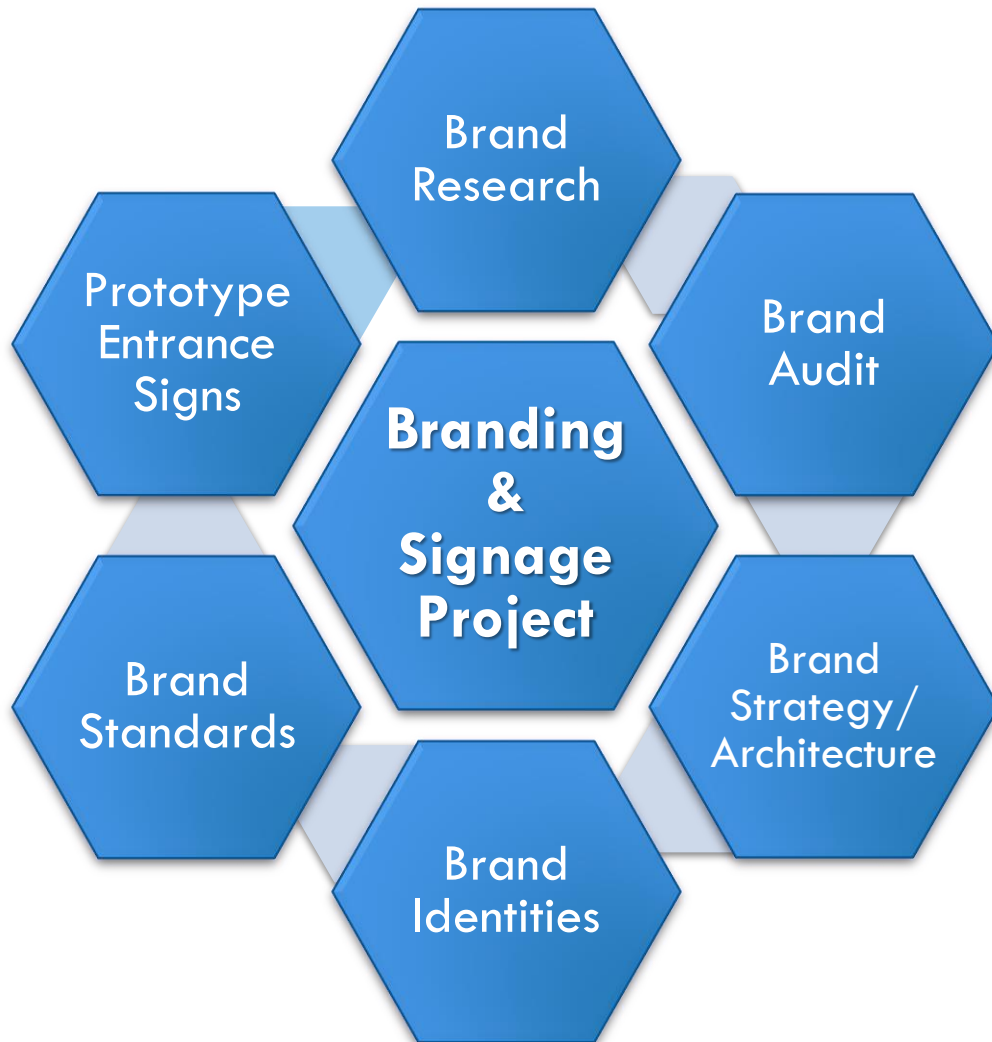 Brand
Research
Brand
Audit
Brand
Strategy/
Architecture
Brand
Identities
Brand
Standards
Prototype
Entrance
Signs
Branding
&
Signage
Project